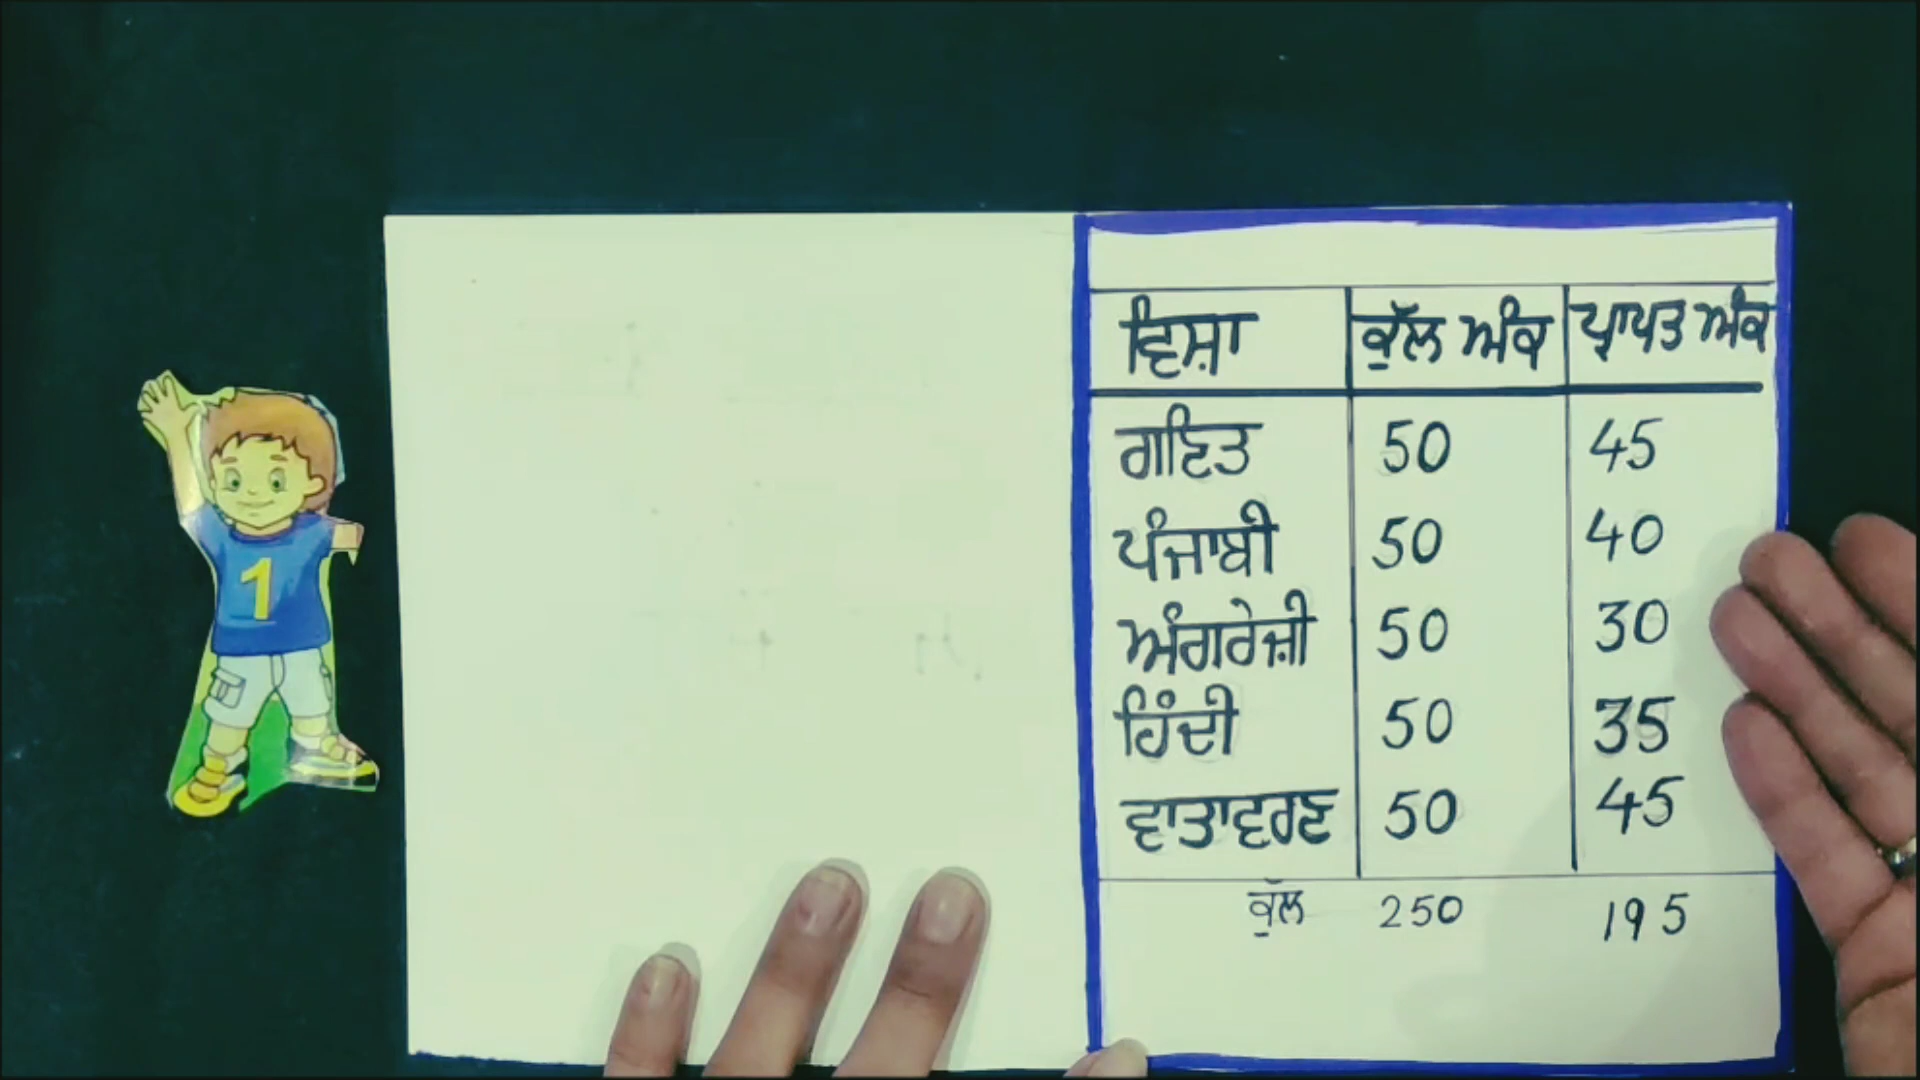 1
ਵਿਸ਼ਾ ਕੁੱਲ ਅੰਕ ਪ੍ਰਾਪਤ ਅੰਕ
ਗਣਿਤ 50 45
ਪੰਜਾਬੀ 50 40
ਅੰਗਰੇਜ਼ੀ 50 30
ਹਿੰਦੀ 50 35
ਵਾਤਾਵਰਣ 50 45
ਕੁੱਲ 250 195